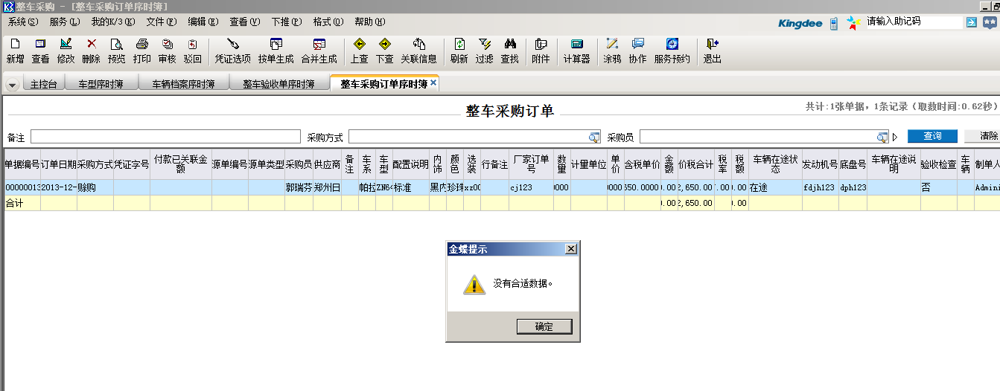 整车采购 - [整车采购订单序时簿]
系统(S) 服务(L) 我的K/3(K) 文件(F) 编辑(E) 查看(V) 下推(P) 格式(O) 帮助(H) Kingdee 请输入助记码
新增 查看 修改 删除 预览 打印 审核 驳回 凭证选项 按单生成 合并生成 上查 下查 关联信息 刷新 过滤 查找 附件 计算器 涂鸦 协作 服务预约 退出
主控台 车型序时簿 车辆档案序时簿 整车验收单序时簿 整车采购订单序时簿
整车采购订单
共计:1张单据，1条记录（取数时间:0.62秒）
备注 采购方式 采购员 查询 清除
单据编号 订单日期 采购方式 凭证字号 付款已关联金额 源单编号 源单类型 采购员 供应商 备注 车系 车型 配置说明 内饰 颜色 选装 行备注 厂家订单号 数量 计量单位 单价 含税单价 金额 价税合计 税率 税额 车辆在途状态 发动机号 底盘号 车辆在途说明 验收检查 车辆 制单人
00000013 2013-12- 赊购 郭瑞芬 郑州日 帕拉 ZN64 标准 黑内 珍珠 xz00 cj123 0000 0000 350.0000 0.00 2,650.00 7.00 0.00 在途 fdjh123 dph123 否 Admini
合计 0.00 2,650.00 0.00
金蝶提示
没有合适数据。
确定